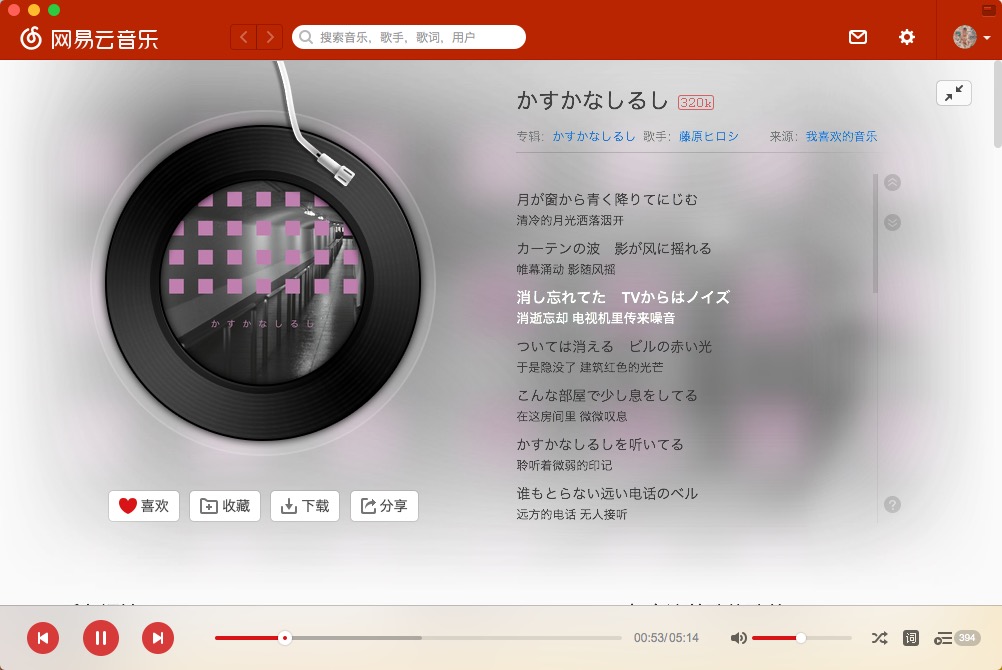 网易云音乐
搜索音乐，歌手，歌词，用户
かすかなしるし 320k
专辑: かすかなしるし 歌手: 藤原ヒロシ 来源: 我喜欢的音乐
月が窗から青く降りてにじむ
清冷的月光洒落洇开
カーテンの波　影が风に摇れる
帷幕涌动 影随风摇
消し忘れてた　TVからはノイズ
消逝忘却 电视机里传来噪音
ついては消える　ビルの赤い光
于是隐没了 建筑红色的光芒
こんな部屋で少し息をしてる
在这房间里 微微叹息
かすかなしるしを听いてる
聆听着微弱的印记
谁もとらない远い电话のベル
远方的电话 无人接听
かすかなしるし
喜欢 收藏 下载 分享
00:53/05:14
词
394